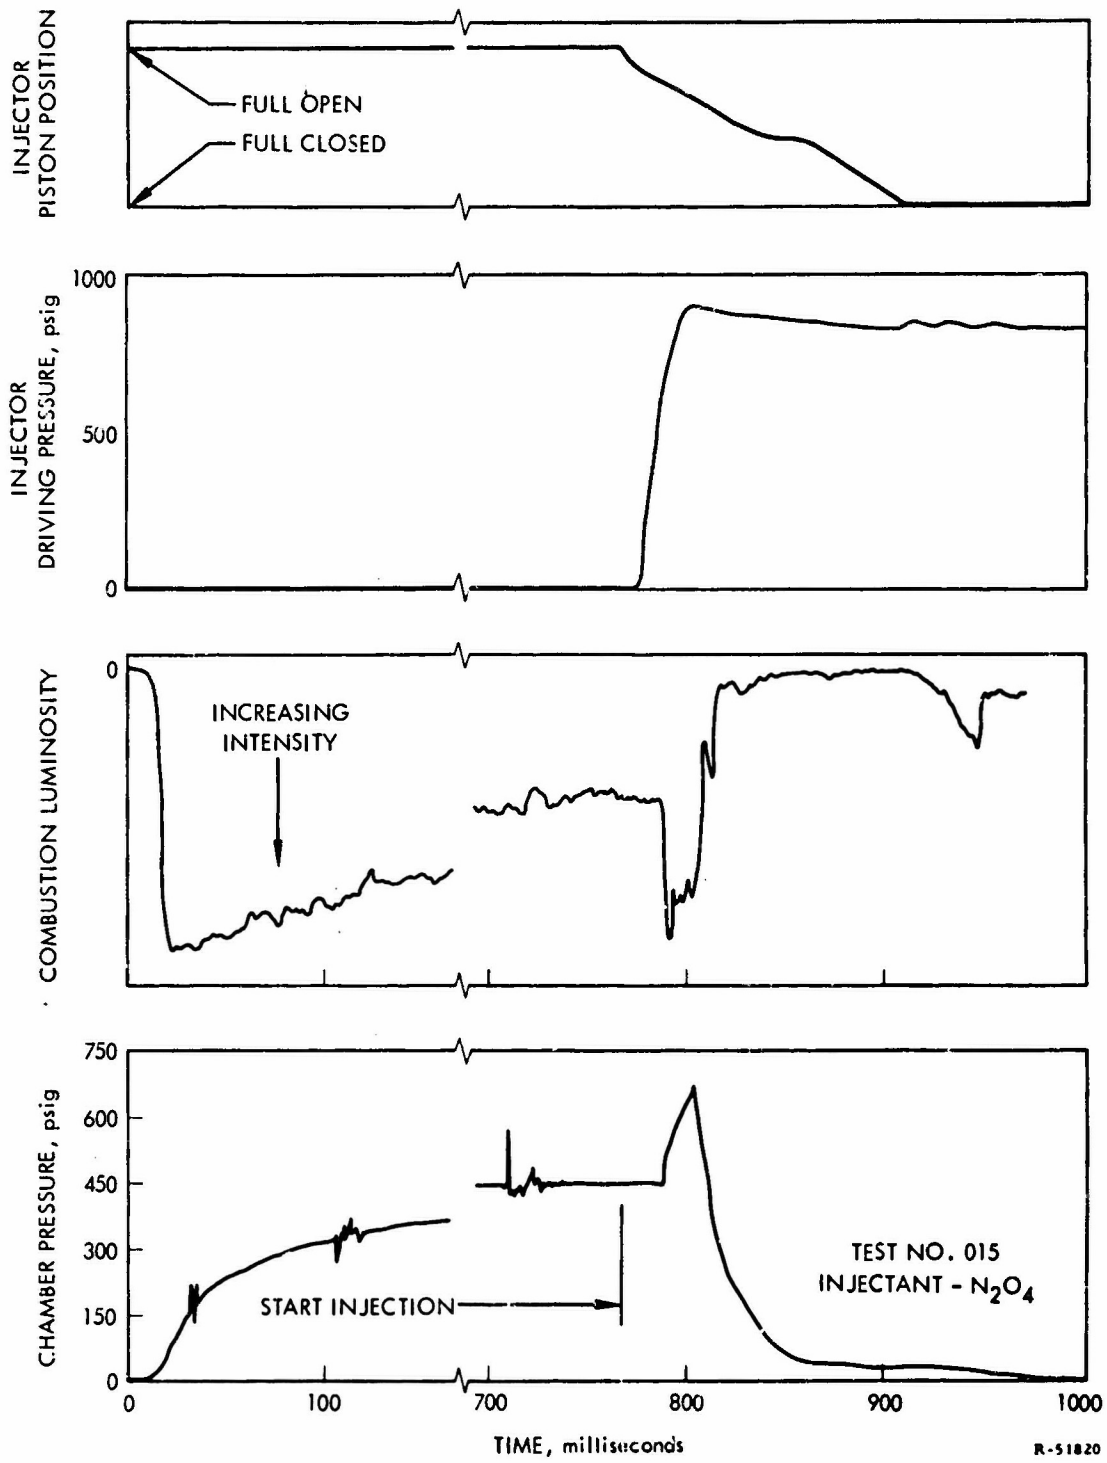 INJECTOR
PISTON POSITION
FULL OPEN
FULL CLOSED
INJECTOR
DRIVING PRESSURE, psig
1000
500
0
COMBUSTION LUMINOSITY
0
INCREASING
INTENSITY
CHAMBER PRESSURE, psig
750
600
450
300
150
0
START INJECTION
TEST NO. 015
INJECTANT - N₂O₄
0 100 700 800 900 1000
TIME, milliseconds
R-51820